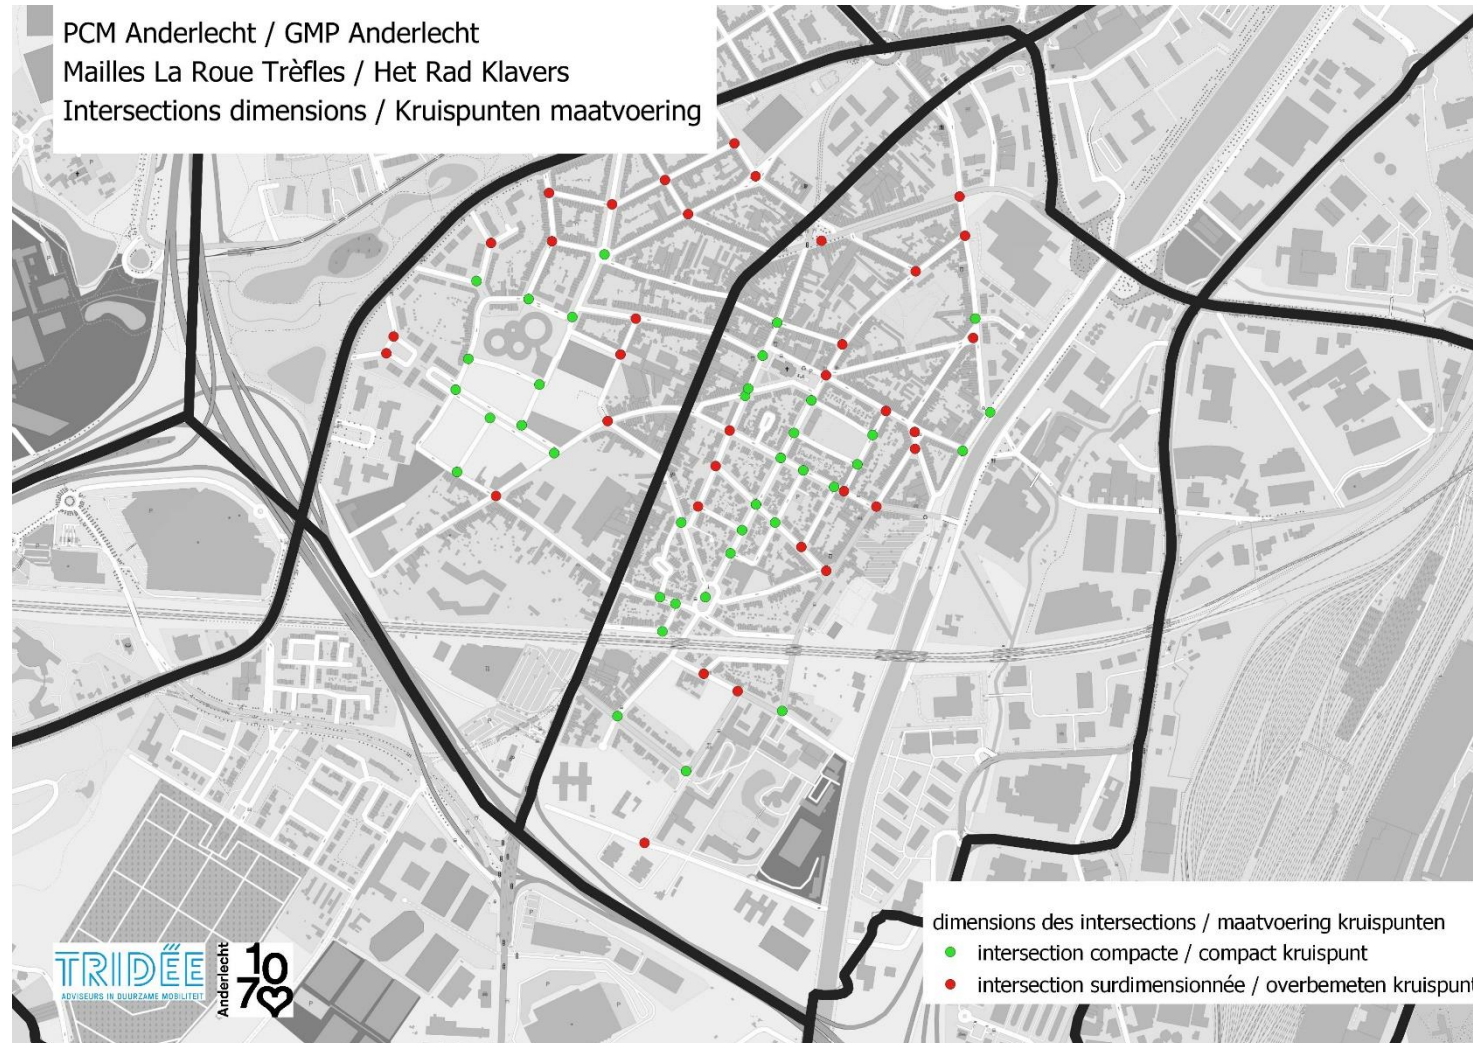 PCM Anderlecht / GMP Anderlecht
Mailles La Roue Trèfles / Het Rad Klavers
Intersections dimensions / Kruispunten maatvoering
dimensions des intersections / maatvoering kruispunten
intersection compacte / compact kruispunt
intersection surdimensionnée / overbemeten kruispunt
TRIDÉE
ADVISEURS IN DUURZAME MOBILITEIT
Anderlecht
1070